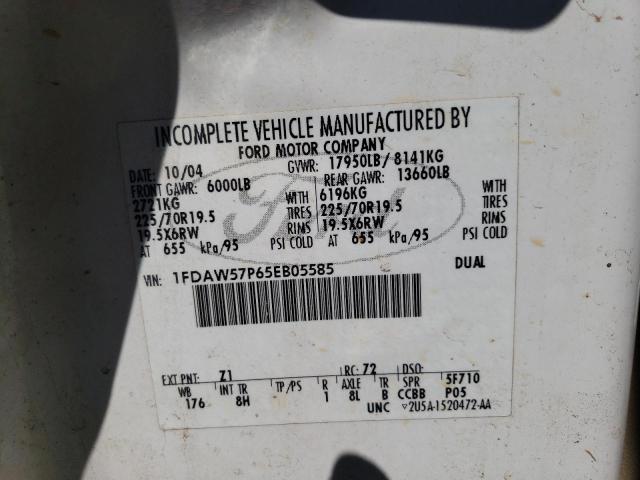 INCOMPLETE VEHICLE MANUFACTURED BY
FORD MOTOR COMPANY
DATE: 10/04 GVWR: 17950LB/ 8141KG
FRONT GAWR: 6000LB REAR GAWR: 13660LB
2721KG WITH 6196KG WITH
225/70R19.5 TIRES 225/70R19.5 TIRES
19.5X6RW RIMS 19.5X6RW RIMS
AT 655 kPa/95 PSI COLD AT 655 kPa/95 PSI COLD
VIN: 1FDAW57P65EB05585 DUAL
Ford
EXT PNT: Z1 RC: 72 DSO:
WB INT TR TP/PS R AXLE TR SPR 5F710
176 8H 1 8L B CCBB P05
UNC ▽2U5A-1520472-AA